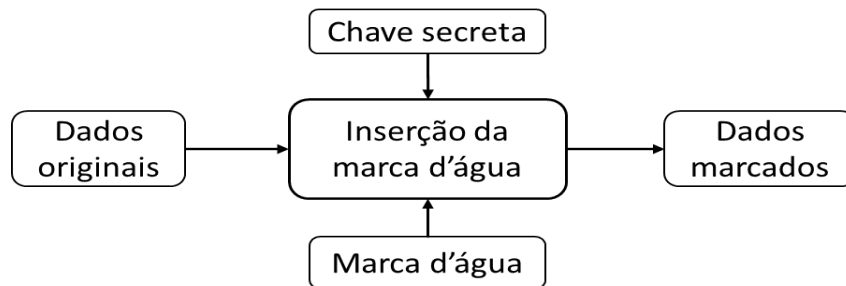 Chave secreta
Dados
originais
Inserção da
marca d'água
Dados
marcados
Marca d'água